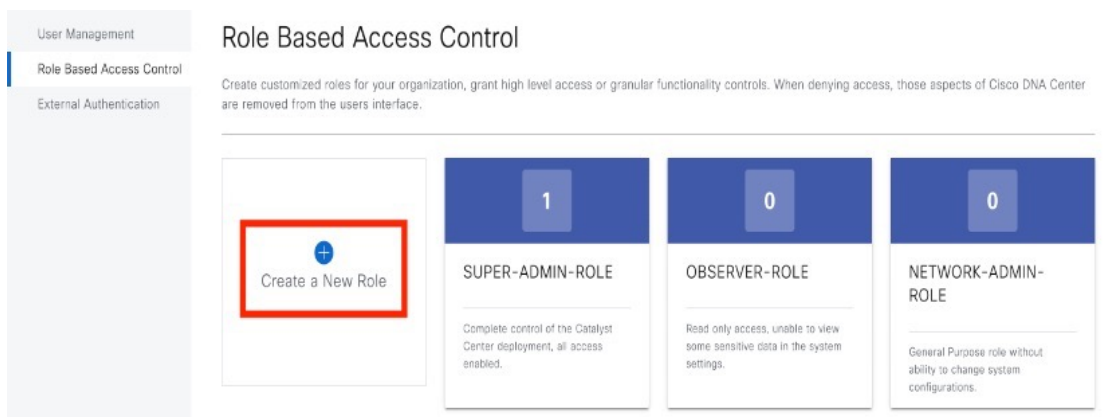 User Management
Role Based Access Control
External Authentication
Role Based Access Control
Create customized roles for your organization, grant high level access or granular functionality controls. When denying access, those aspects of Cisco DNA Center
are removed from the users interface.
Create a New Role
1
SUPER-ADMIN-ROLE
Complete control of the Catalyst
Center deployment, all access
enabled.
0
OBSERVER-ROLE
Read only access, unable to view
some sensitive data in the system
settings.
0
NETWORK-ADMIN-
ROLE
General Purpose role without
ability to change system
configurations.